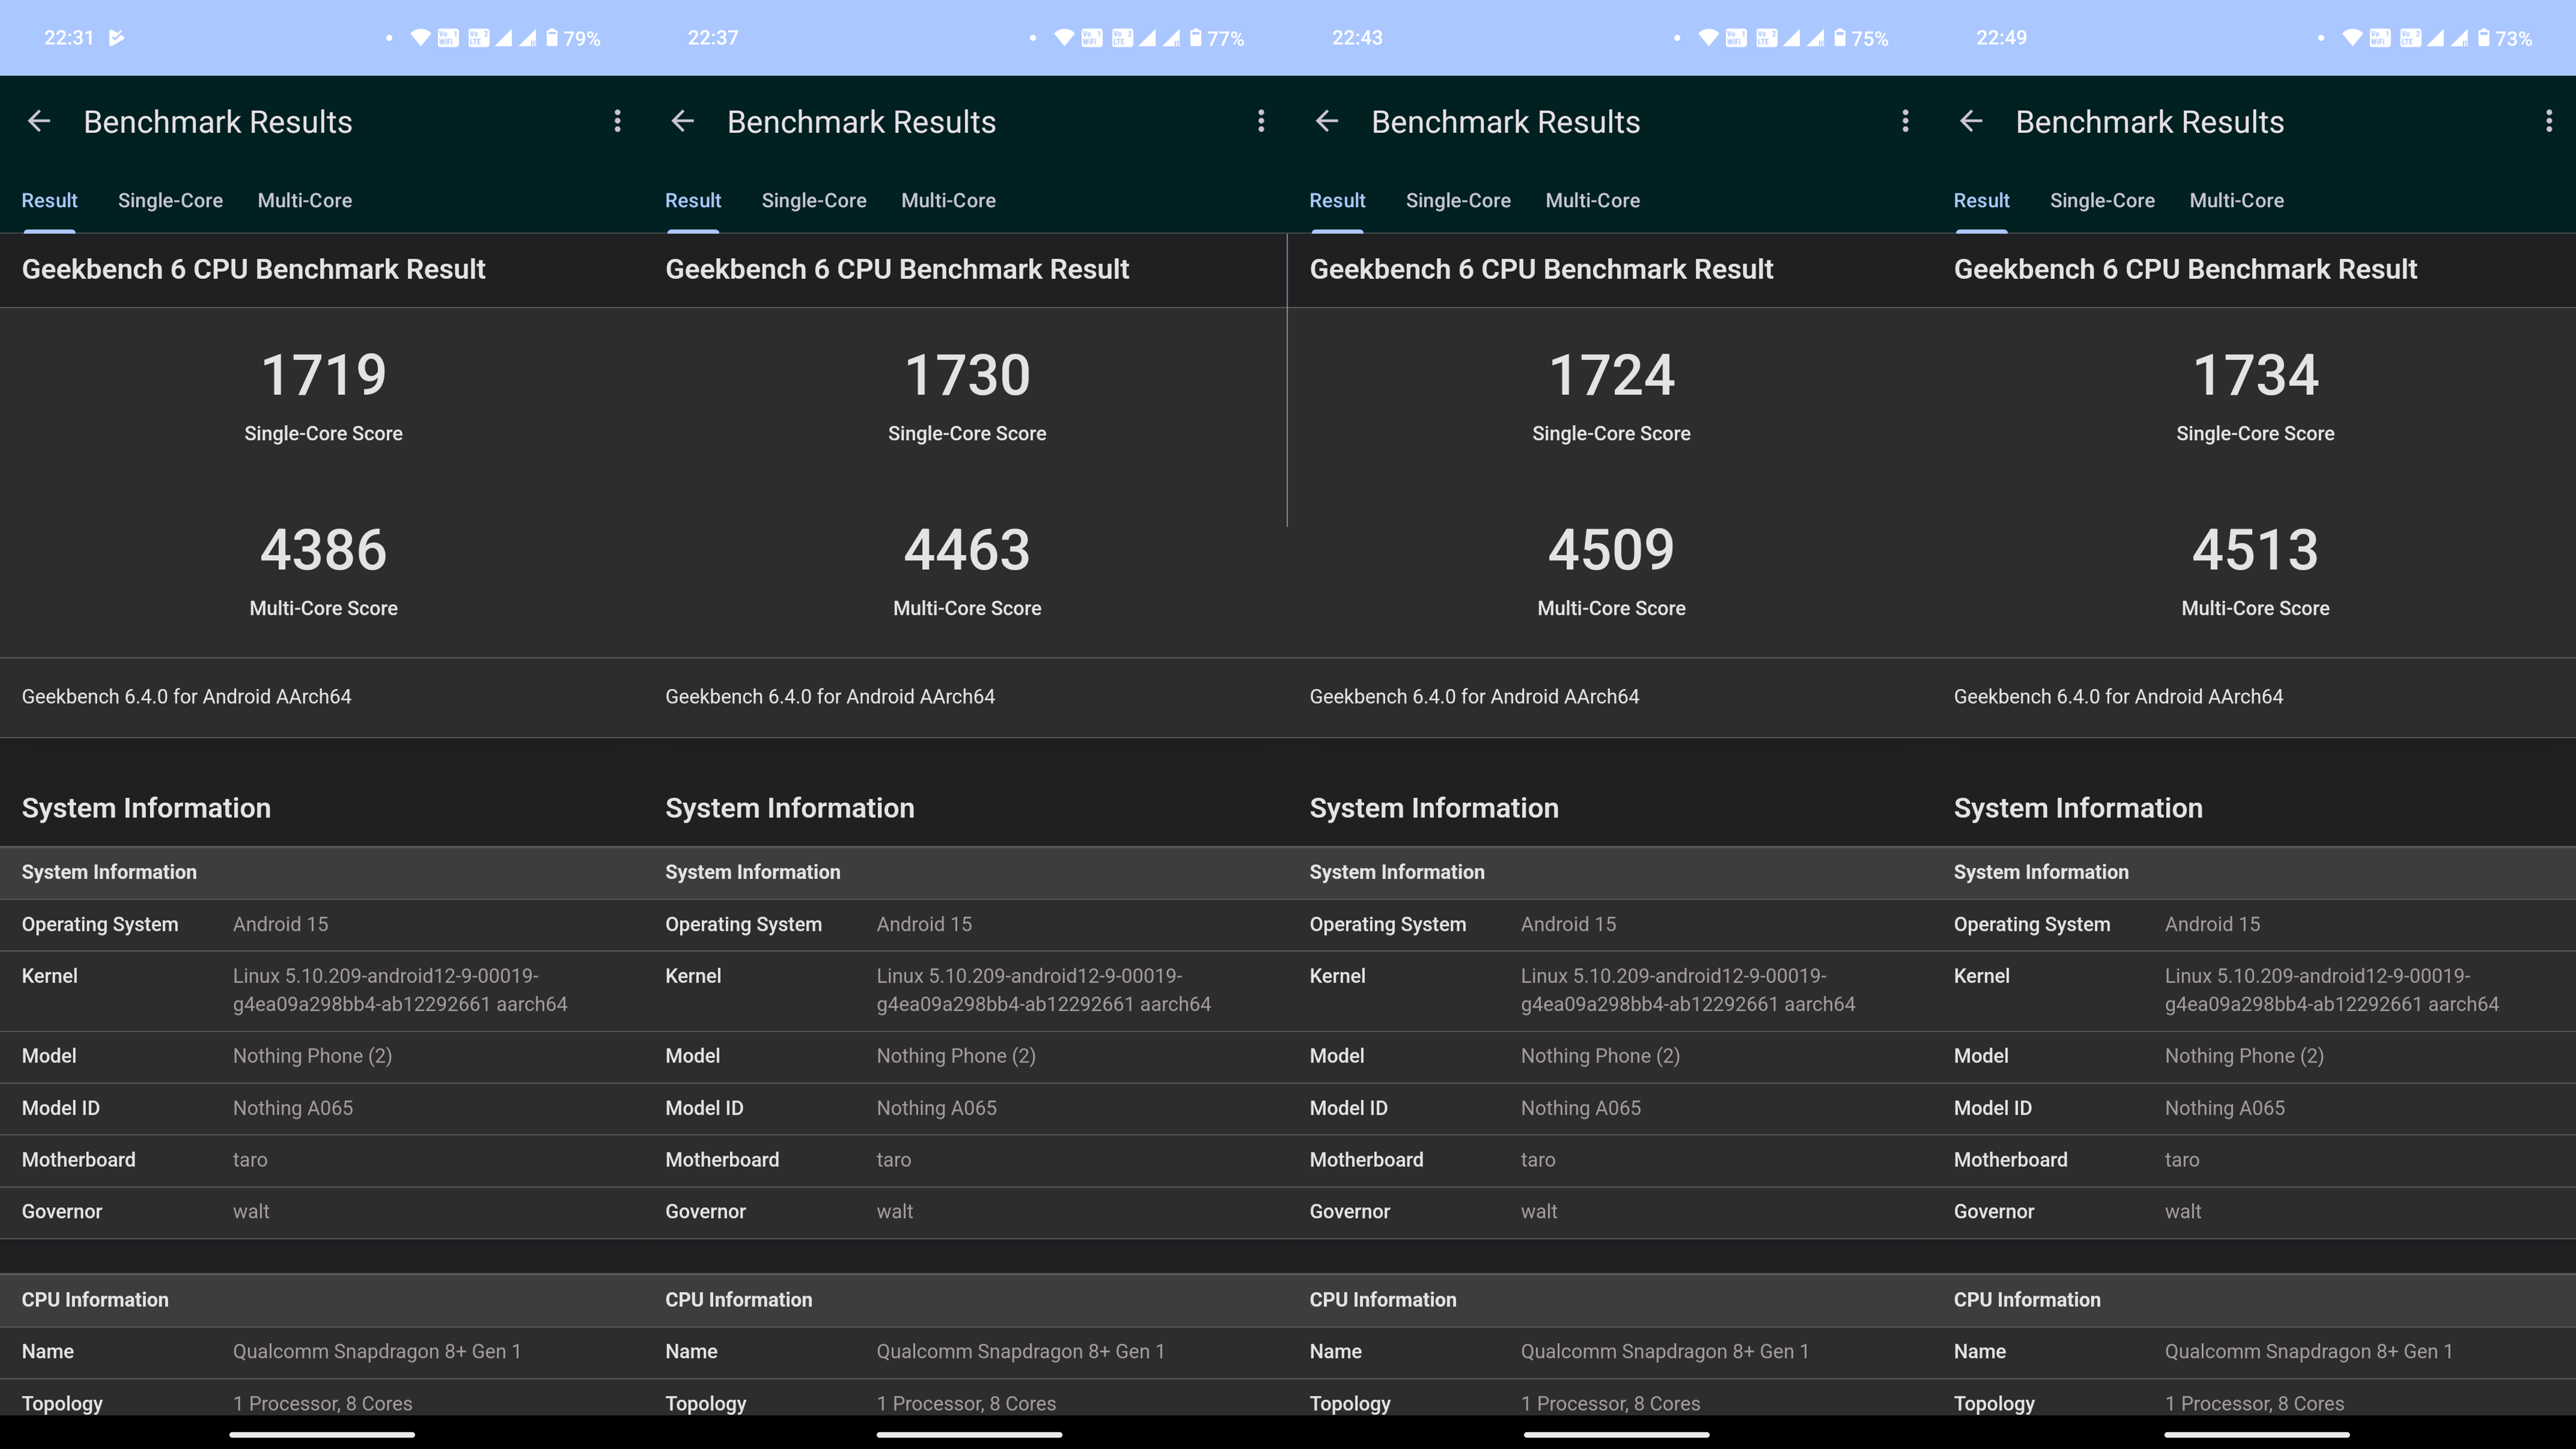 22:31
79%
Benchmark Results
Result Single-Core Multi-Core
Geekbench 6 CPU Benchmark Result
1719
Single-Core Score
4386
Multi-Core Score
Geekbench 6.4.0 for Android AArch64
System Information
System Information
Operating System Android 15
Kernel Linux 5.10.209-android12-9-00019-
g4ea09a298bb4-ab12292661 aarch64
Model Nothing Phone (2)
Model ID Nothing A065
Motherboard taro
Governor walt
CPU Information
Name Qualcomm Snapdragon 8+ Gen 1
Topology 1 Processor, 8 Cores
22:37
77%
Benchmark Results
Result Single-Core Multi-Core
Geekbench 6 CPU Benchmark Result
1730
Single-Core Score
4463
Multi-Core Score
Geekbench 6.4.0 for Android AArch64
System Information
System Information
Operating System Android 15
Kernel Linux 5.10.209-android12-9-00019-
g4ea09a298bb4-ab12292661 aarch64
Model Nothing Phone (2)
Model ID Nothing A065
Motherboard taro
Governor walt
CPU Information
Name Qualcomm Snapdragon 8+ Gen 1
Topology 1 Processor, 8 Cores
22:43
75%
Benchmark Results
Result Single-Core Multi-Core
Geekbench 6 CPU Benchmark Result
1724
Single-Core Score
4509
Multi-Core Score
Geekbench 6.4.0 for Android AArch64
System Information
System Information
Operating System Android 15
Kernel Linux 5.10.209-android12-9-00019-
g4ea09a298bb4-ab12292661 aarch64
Model Nothing Phone (2)
Model ID Nothing A065
Motherboard taro
Governor walt
CPU Information
Name Qualcomm Snapdragon 8+ Gen 1
Topology 1 Processor, 8 Cores
22:49
73%
Benchmark Results
Result Single-Core Multi-Core
Geekbench 6 CPU Benchmark Result
1734
Single-Core Score
4513
Multi-Core Score
Geekbench 6.4.0 for Android AArch64
System Information
System Information
Operating System Android 15
Kernel Linux 5.10.209-android12-9-00019-
g4ea09a298bb4-ab12292661 aarch64
Model Nothing Phone (2)
Model ID Nothing A065
Motherboard taro
Governor walt
CPU Information
Name Qualcomm Snapdragon 8+ Gen 1
Topology 1 Processor, 8 Cores